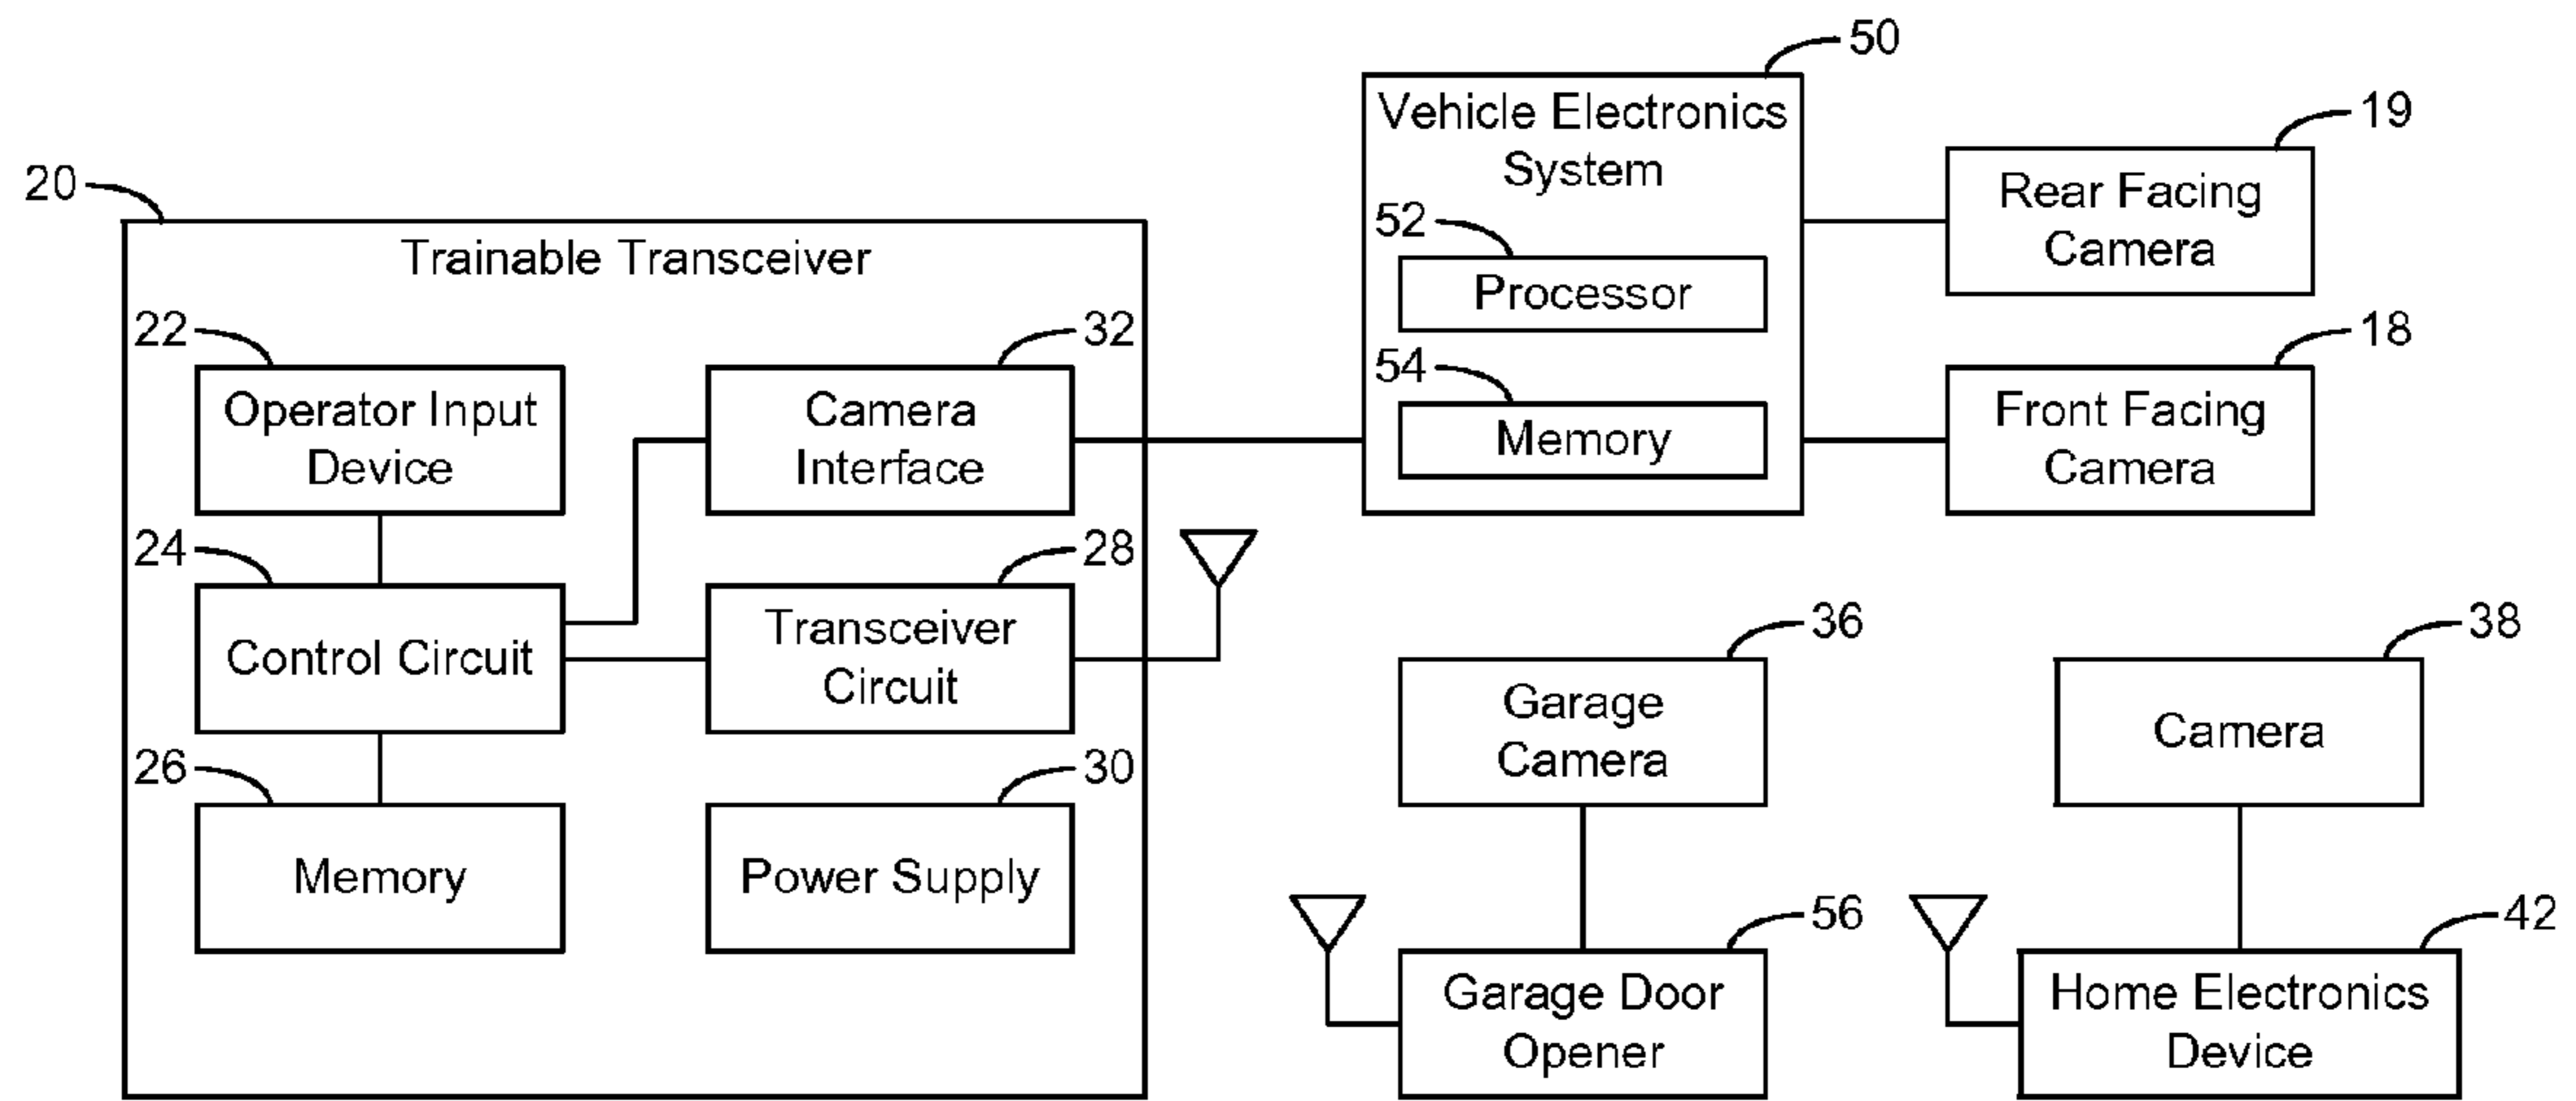 50
Vehicle Electronics
System
19
Rear Facing
Camera
52
Processor
20
Trainable Transceiver
22
Operator Input
Device
32
Camera
Interface
54
Memory
18
Front Facing
Camera
24
Control Circuit
28
Transceiver
Circuit
36
Garage
Camera
38
Camera
26
Memory
30
Power Supply
56
Garage Door
Opener
42
Home Electronics
Device